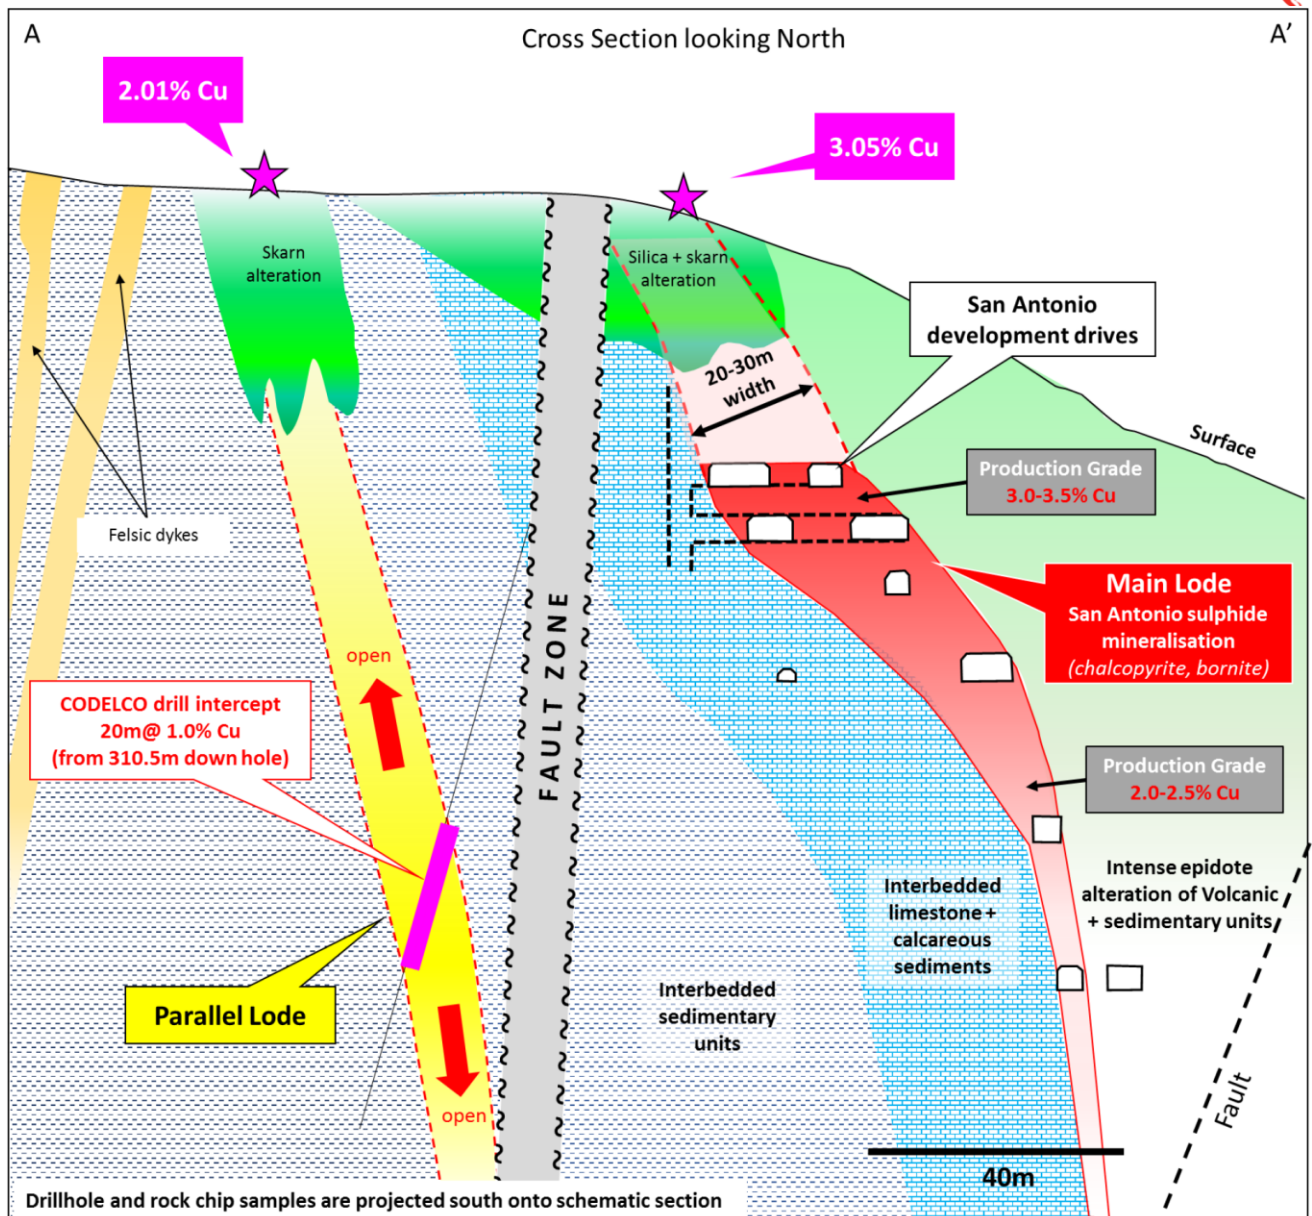 A
Cross Section looking North
A’
2.01% Cu
3.05% Cu
Skarn
alteration
Silica + skarn
alteration
San Antonio
development drives
20-30m
width
Surface
Production Grade
3.0-3.5% Cu
Felsic dykes
Main Lode
San Antonio sulphide
mineralisation
(chalcopyrite, bornite)
FAULT ZONE
open
CODELCO drill intercept
20m@ 1.0% Cu
(from 310.5m down hole)
Production Grade
2.0-2.5% Cu
Intense epidote
alteration of Volcanic
+ sedimentary units
Interbedded
limestone +
calcareous
sediments
Parallel Lode
Interbedded
sedimentary
units
open
Fault
40m
Drillhole and rock chip samples are projected south onto schematic section